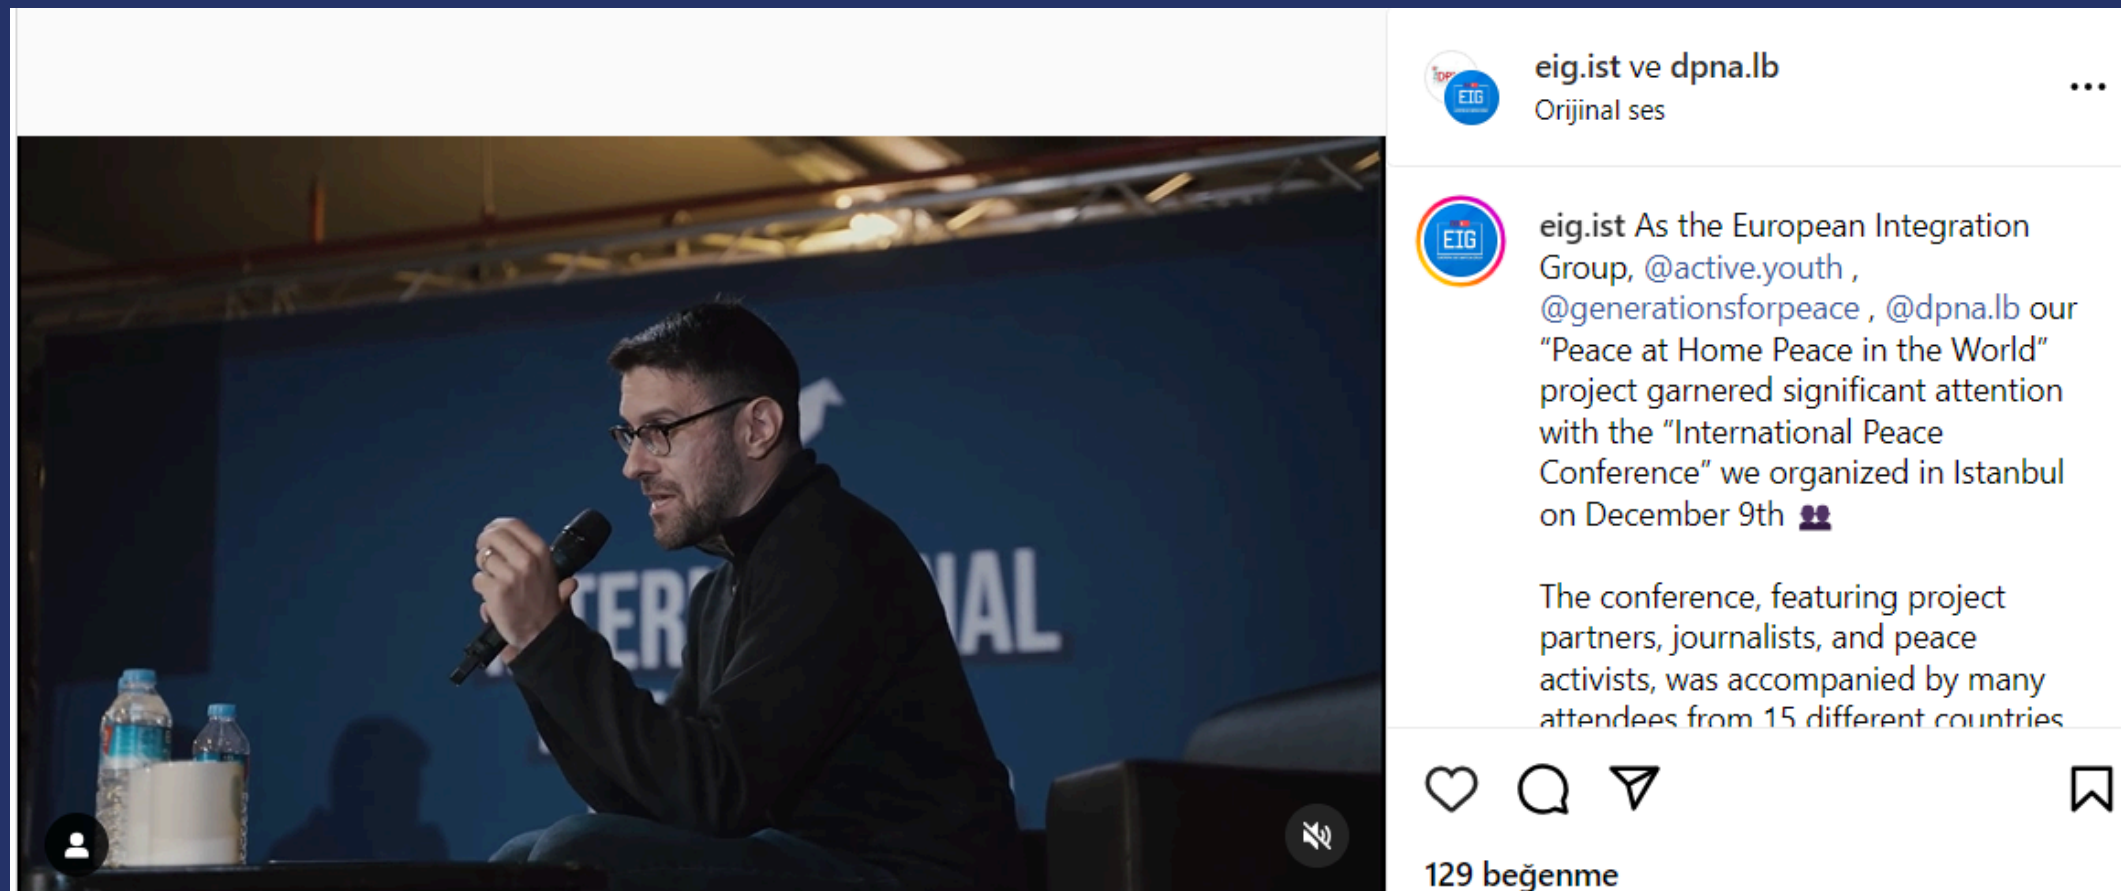 eig.ist ve dpna.lb
Orijinal ses
EIG
EIG
eig.ist As the European Integration
Group, @active.youth ,
@generationsforpeace , @dpna.lb our
“Peace at Home Peace in the World”
project garnered significant attention
with the “International Peace
Conference” we organized in Istanbul
on December 9th
The conference, featuring project
partners, journalists, and peace
activists, was accompanied by many
attendees from 15 different countries
129 beğenme